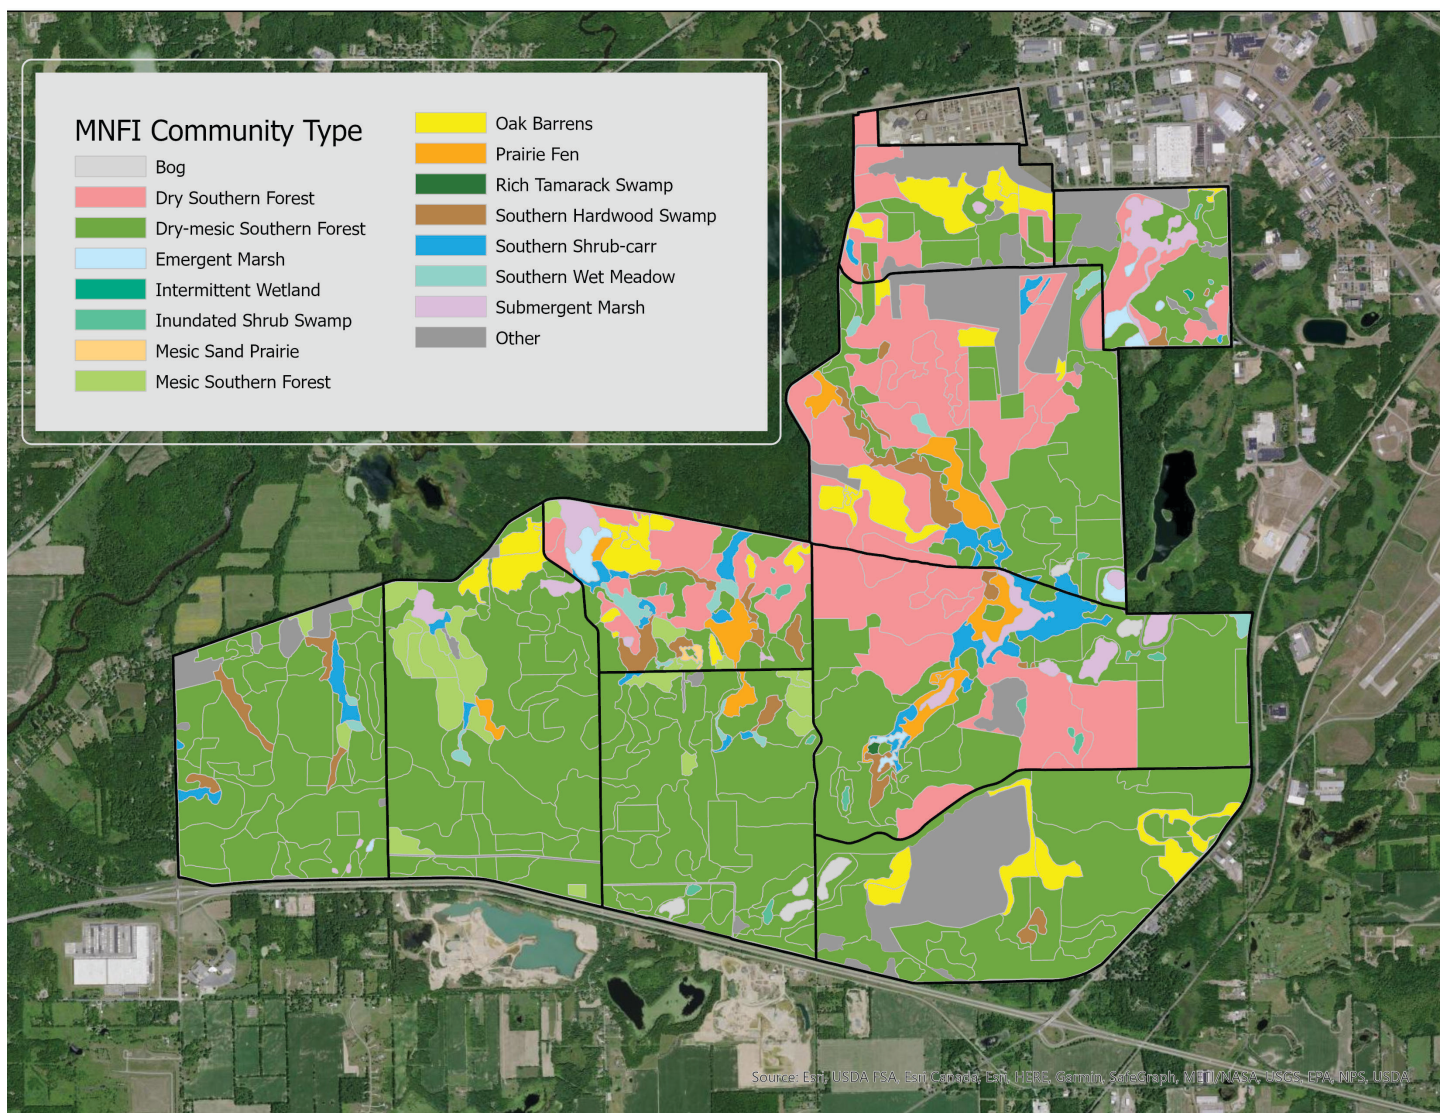 MNFI Community Type
Bog
Dry Southern Forest
Dry-mesic Southern Forest
Emergent Marsh
Intermittent Wetland
Inundated Shrub Swamp
Mesic Sand Prairie
Mesic Southern Forest
Oak Barrens
Prairie Fen
Rich Tamarack Swamp
Southern Hardwood Swamp
Southern Shrub-carr
Southern Wet Meadow
Submergent Marsh
Other
Source: Esri, USDA FSA, Esri Canada, Esri, HERE, Garmin, SafeGraph, METI/NASA, USGS, EPA, NPS, USDA